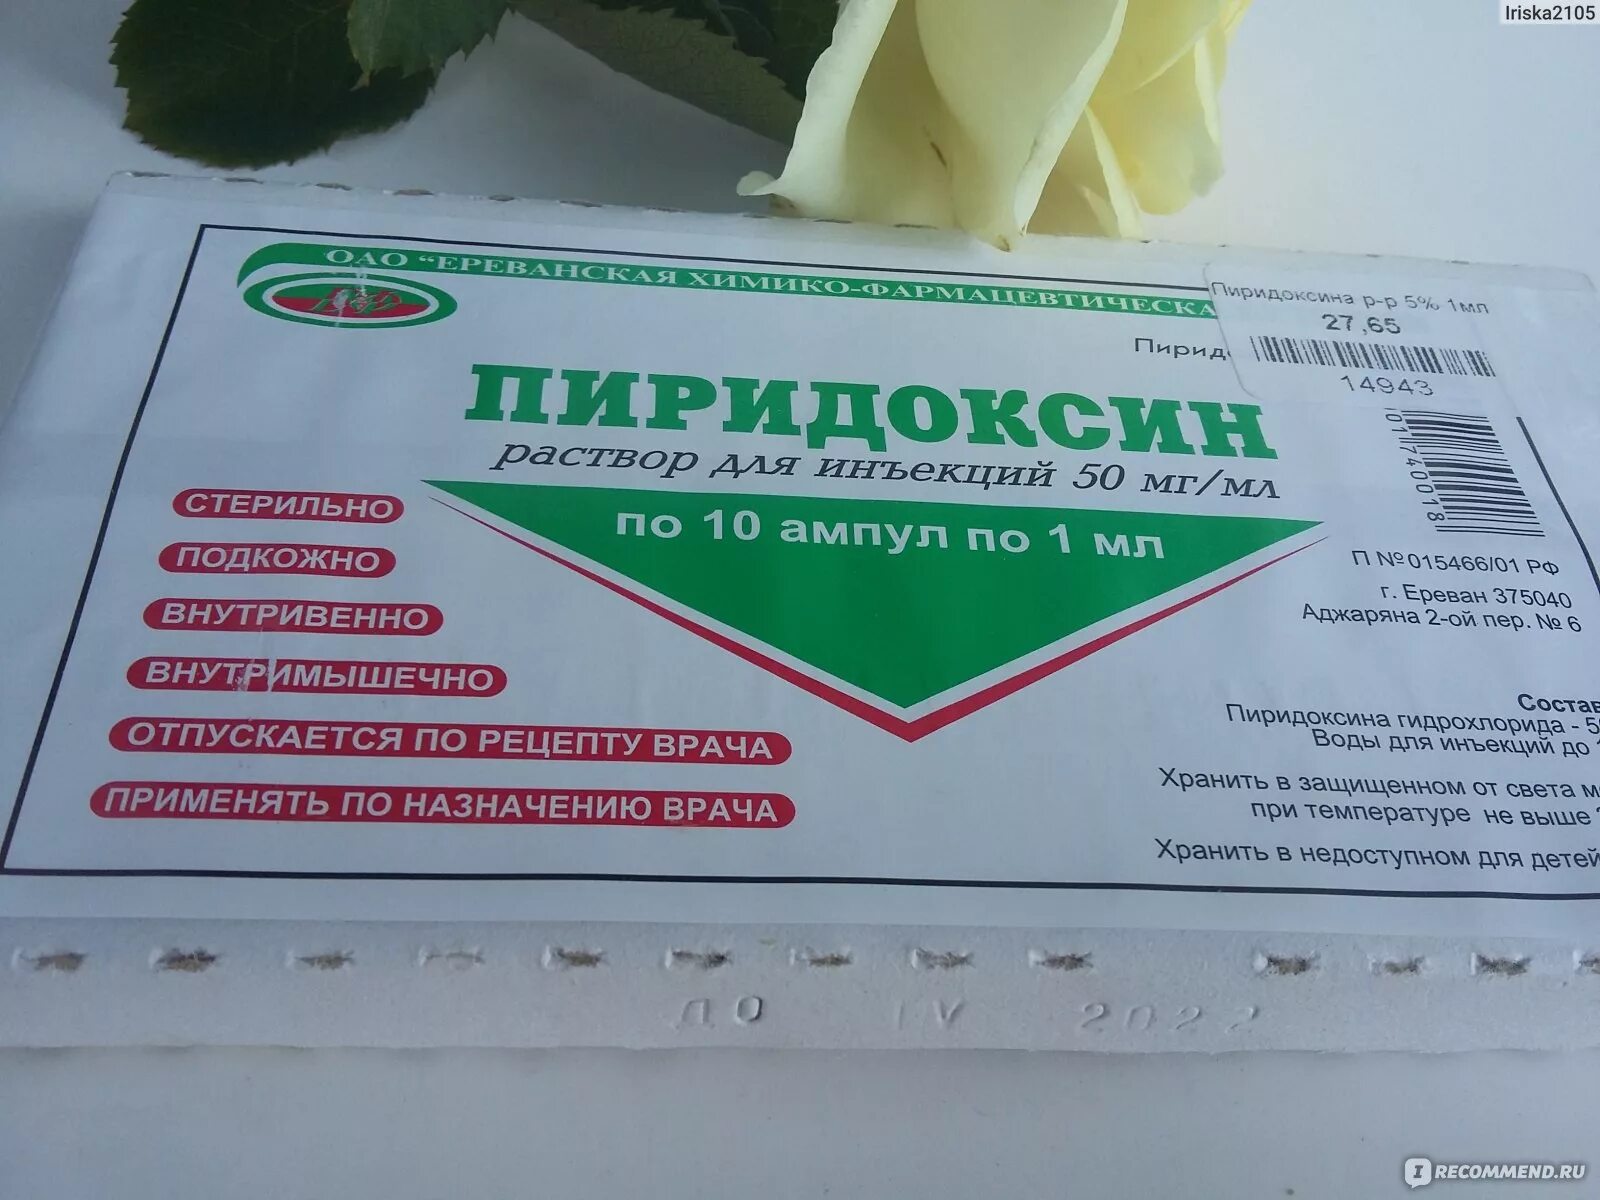 Iriska2105
ОАО "ЕРЕВАНСКАЯ ХИМИКО-ФАРМАЦЕВТИЧЕСКА
Пиридоксина р-р 5% 1мл
27,65
14943
ПИРИДОКСИН
раствор для инъекций 50 мг/мл
по 10 ампул по 1 мл
СТЕРИЛЬНО
ПОДКОЖНО
ВНУТРИВЕННО
ВНУТРИМЫШЕЧНО
ОТПУСКАЕТСЯ ПО РЕЦЕПТУ ВРАЧА
ПРИМЕНЯТЬ ПО НАЗНАЧЕНИЮ ВРАЧА
01740018
П №015466/01 РФ
г. Ереван 375040
Аджаряна 2-ой пер. № 6
Состав
Пиридоксина гидрохлорида -
Воды для инъекций до
Хранить в защищенном от света
при температуре не выше
Хранить в недоступном для детей
ДО IV 2022
IRECOMMEND.RU